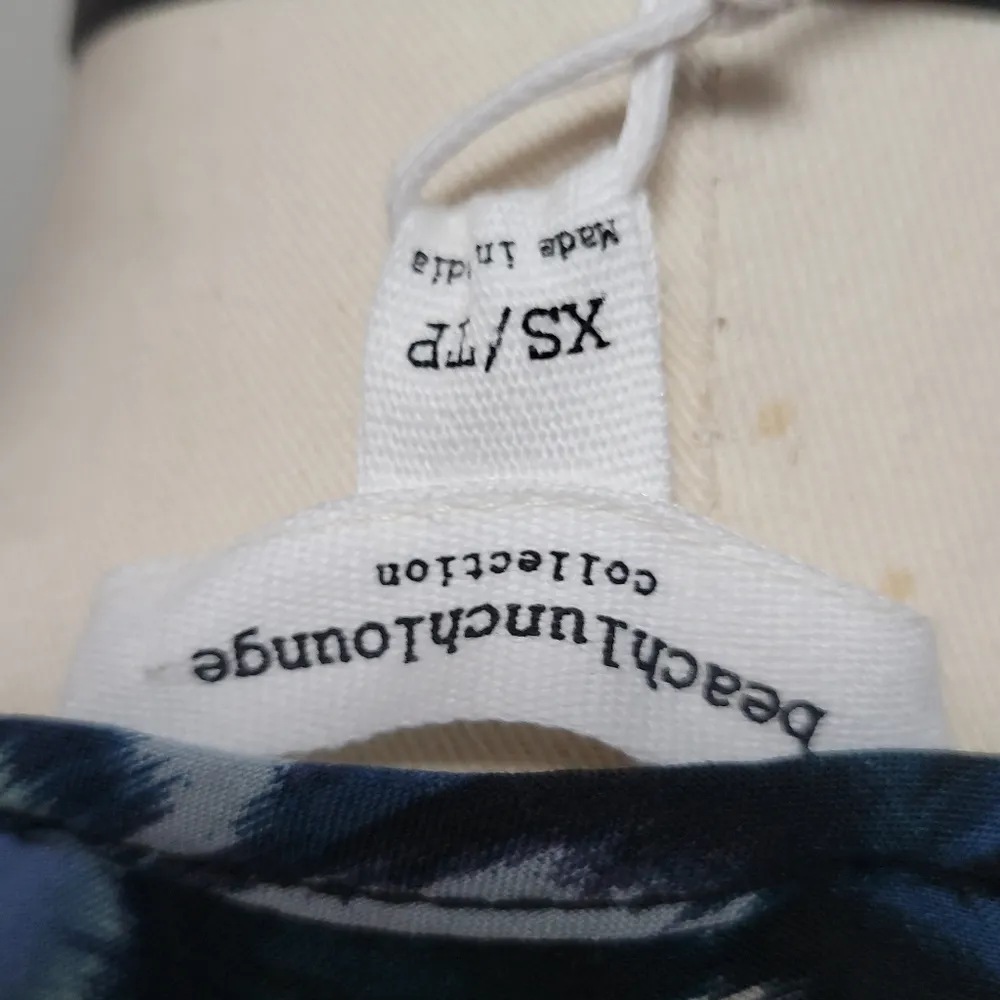 beachlunchlounge
collection
XS/TP
Made in India